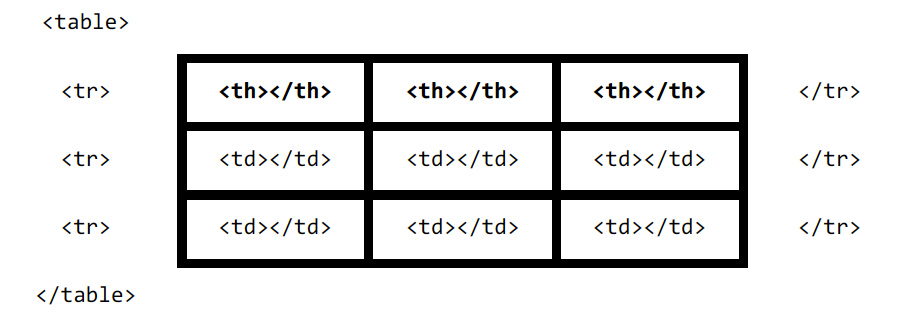 <table>
<tr> <th></th> <th></th> <th></th> </tr>
<tr> <td></td> <td></td> <td></td> </tr>
<tr> <td></td> <td></td> <td></td> </tr>
</table>